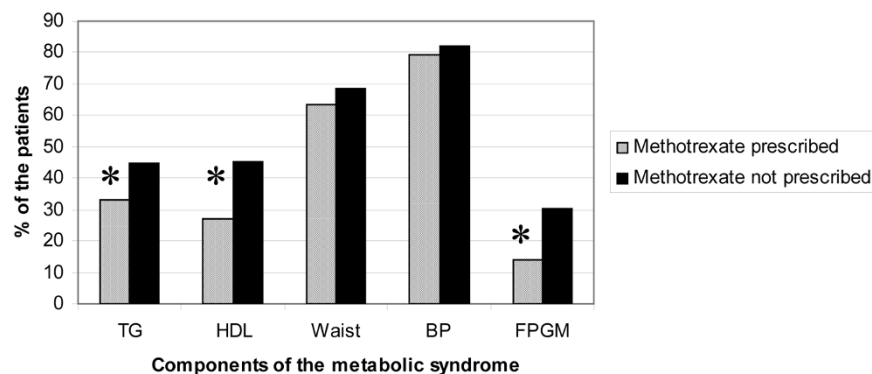 90
80
70
60
50
40
30
20
10
0
% of the patients
* * *
TG HDL Waist BP FPGM
Components of the metabolic syndrome
Methotrexate prescribed
Methotrexate not prescribed